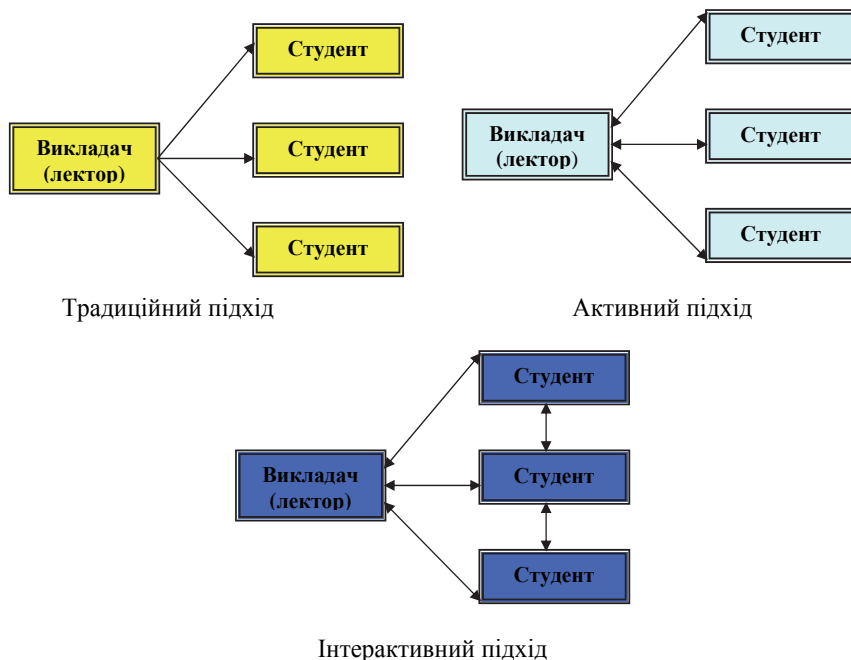 Студент
Викладач
(лектор)
Студент
Студент
Традиційний підхід
Студент
Викладач
(лектор)
Студент
Студент
Активний підхід
Студент
Викладач
(лектор)
Студент
Студент
Інтерактивний підхід